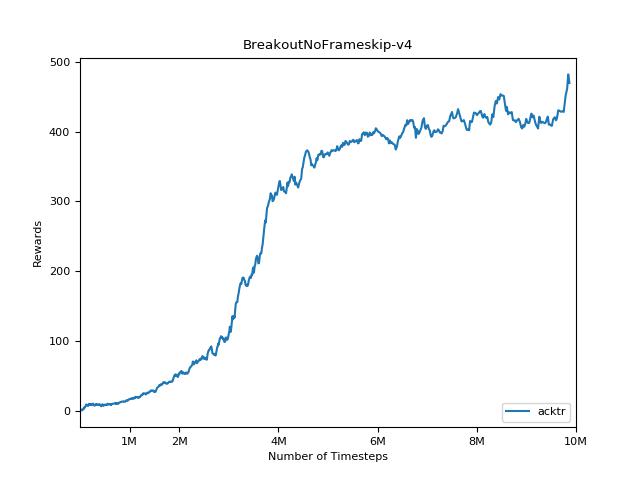 BreakoutNoFrameskip-v4
500
400
300
200
100
0
Rewards
acktr
1M
2M
4M
6M
8M
10M
Number of Timesteps